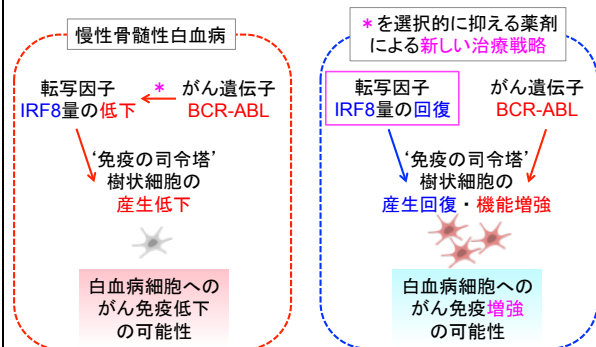 慢性骨髄性白血病
転写因子
IRF8量の低下
*
がん遺伝子
BCR-ABL
‘免疫の司令塔’
樹状細胞の
産生低下
白血病細胞への
がん免疫低下
の可能性
*を選択的に抑える薬剤
による新しい治療戦略
転写因子
IRF8量の回復
がん遺伝子
BCR-ABL
‘免疫の司令塔’
樹状細胞の
産生回復・機能増強
白血病細胞への
がん免疫増強
の可能性